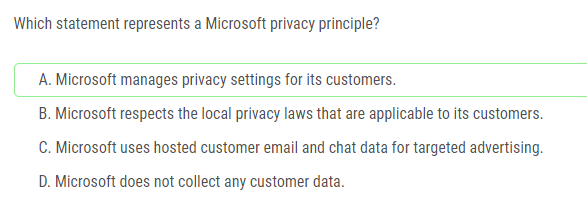 Which statement represents a Microsoft privacy principle?
A. Microsoft manages privacy settings for its customers.
B. Microsoft respects the local privacy laws that are applicable to its customers.
C. Microsoft uses hosted customer email and chat data for targeted advertising.
D. Microsoft does not collect any customer data.